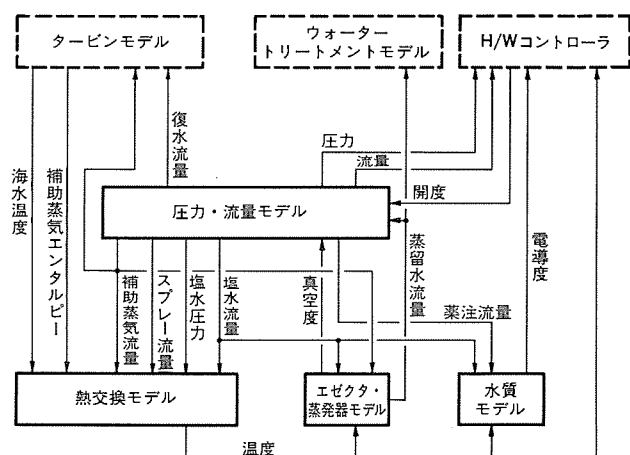 タービンモデル
ウォーター
トリートメントモデル
H/Wコントローラ
復水流量
圧力
流量
海水温度
補助蒸気エンタルピー
圧力・流量モデル
開度
補助蒸気流量
スプレー流量
塩水圧力
塩水流量
真空度
蒸留水流量
電導度
薬注流量
熱交換モデル
エゼクタ・
蒸発器モデル
水質
モデル
温度